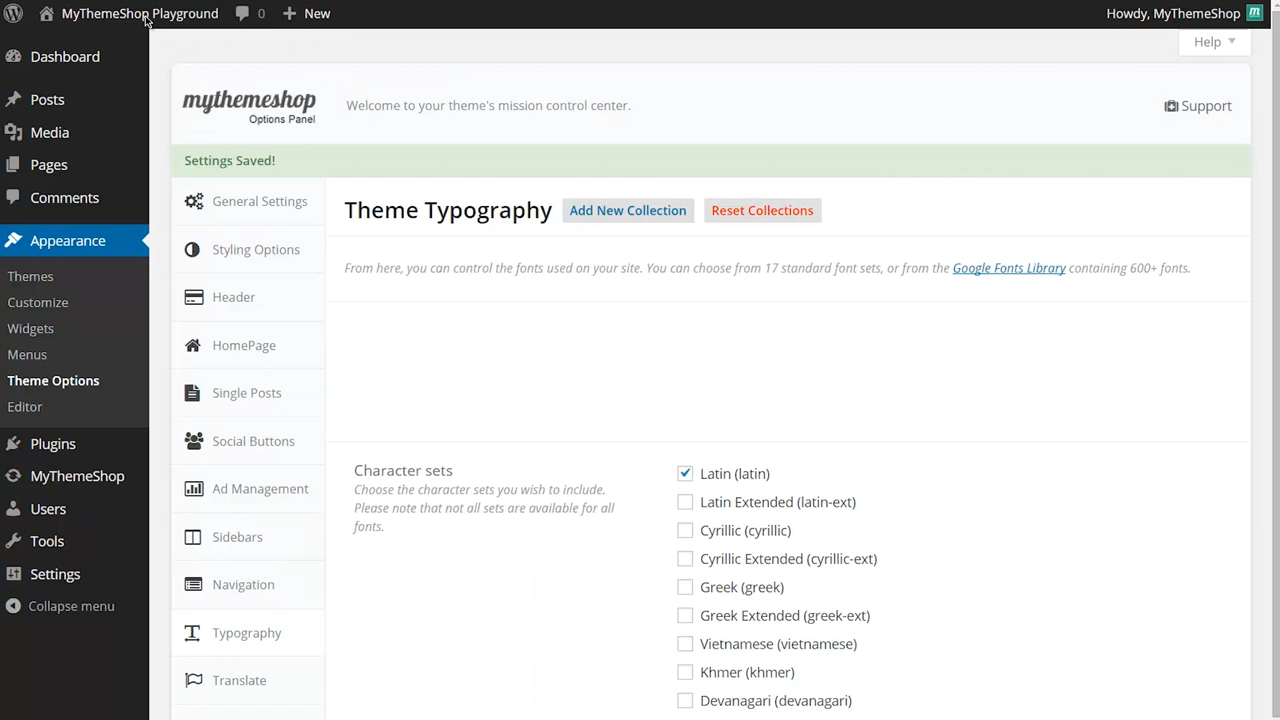 MyThemeShop Playground 0 New Howdy, MyThemeShop
Help
Dashboard
Posts
Media
Pages
Comments
Appearance
Themes
Customize
Widgets
Menus
Theme Options
Editor
Plugins
MyThemeShop
Users
Tools
Settings
Collapse menu
mythemeshop
Options Panel
Welcome to your theme's mission control center.
Support
Settings Saved!
General Settings
Styling Options
Header
HomePage
Single Posts
Social Buttons
Ad Management
Sidebars
Navigation
Typography
Translate
Theme Typography Add New Collection Reset Collections
From here, you can control the fonts used on your site. You can choose from 17 standard font sets, or from the Google Fonts Library containing 600+ fonts.
Character sets
Choose the character sets you wish to include.
Please note that not all sets are available for all
fonts.
Latin (latin)
Latin Extended (latin-ext)
Cyrillic (cyrillic)
Cyrillic Extended (cyrillic-ext)
Greek (greek)
Greek Extended (greek-ext)
Vietnamese (vietnamese)
Khmer (khmer)
Devanagari (devanagari)